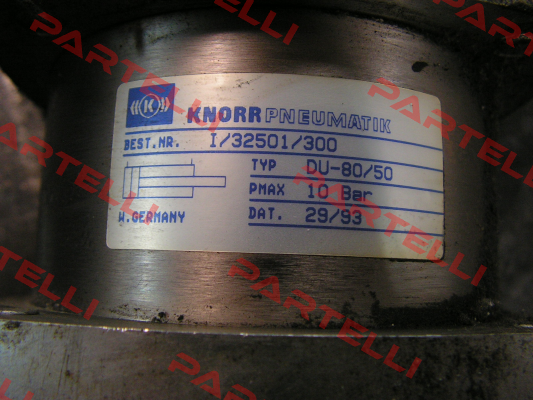 PARTELLI
PARTELLI
PARTELLI
K
KNORR PNEUMATIK
BEST.NR. I/32501/300
TYP DU-80/50
PMAX 10 Bar
W.GERMANY DAT. 29/93
PARTELLI
PARTELLI
PARTELLI
PARTELLI